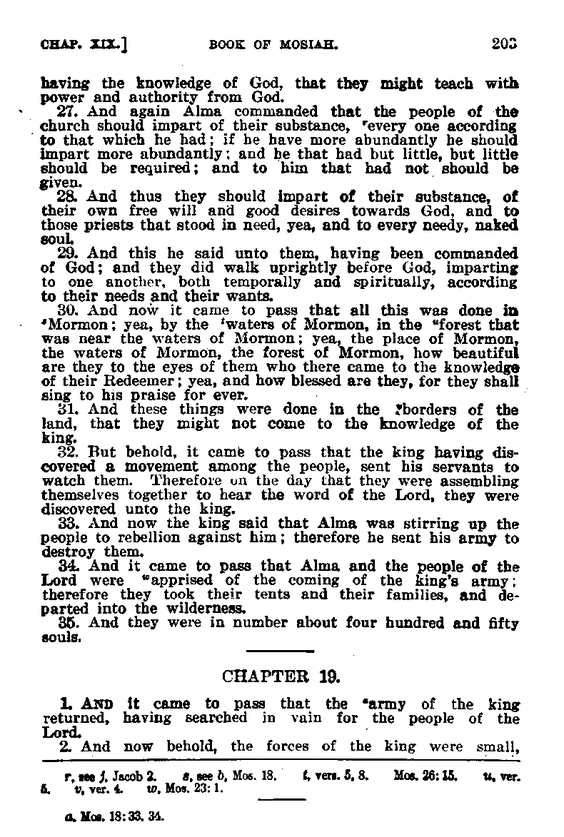 CHAP. XIX.] BOOK OF MOSIAH. 203
having the knowledge of God, that they might teach with
power and authority from God.
27. And again Alma commanded that the people of the
church should impart of their substance, ʳevery one according
to that which he had; if he have more abundantly he should
impart more abundantly; and he that had but little, but little
should be required; and to him that had not should be
given.
28. And thus they should impart of their substance, of
their own free will and good desires towards God, and to
those priests that stood in need, yea, and to every needy, naked
soul.
29. And this he said unto them, having been commanded
of God; and they did walk uprightly before God, imparting
to one another, both temporally and spiritually, according
to their needs and their wants.
30. And now it came to pass that all this was done in
ˢMormon; yea, by the ᵗwaters of Mormon, in the ᵘforest that
was near the waters of Mormon; yea, the place of Mormon,
the waters of Mormon, the forest of Mormon, how beautiful
are they to the eyes of them who there came to the knowledge
of their Redeemer; yea, and how blessed are they, for they shall
sing to his praise for ever.
31. And these things were done in the ᵛborders of the
land, that they might not come to the knowledge of the
king.
32. But behold, it came to pass that the king having dis-
covered a movement among the people, sent his servants to
watch them. Therefore on the day that they were assembling
themselves together to hear the word of the Lord, they were
discovered unto the king.
33. And now the king said that Alma was stirring up the
people to rebellion against him; therefore he sent his army to
destroy them.
34. And it came to pass that Alma and the people of the
Lord were ʷapprised of the coming of the king's army;
therefore they took their tents and their families, and de-
parted into the wilderness.
35. And they were in number about four hundred and fifty
souls.
CHAPTER 19.
1. AND it came to pass that the ᵃarmy of the king
returned, having searched in vain for the people of the
Lord.
2. And now behold, the forces of the king were small,
r, see j, Jacob 2. s, see b, Mos. 18. t, vers. 5, 8. Mos. 26:15. u, ver.
5. v, ver. 4. w, Mos. 23:1.
a, Mos. 18:33, 34.